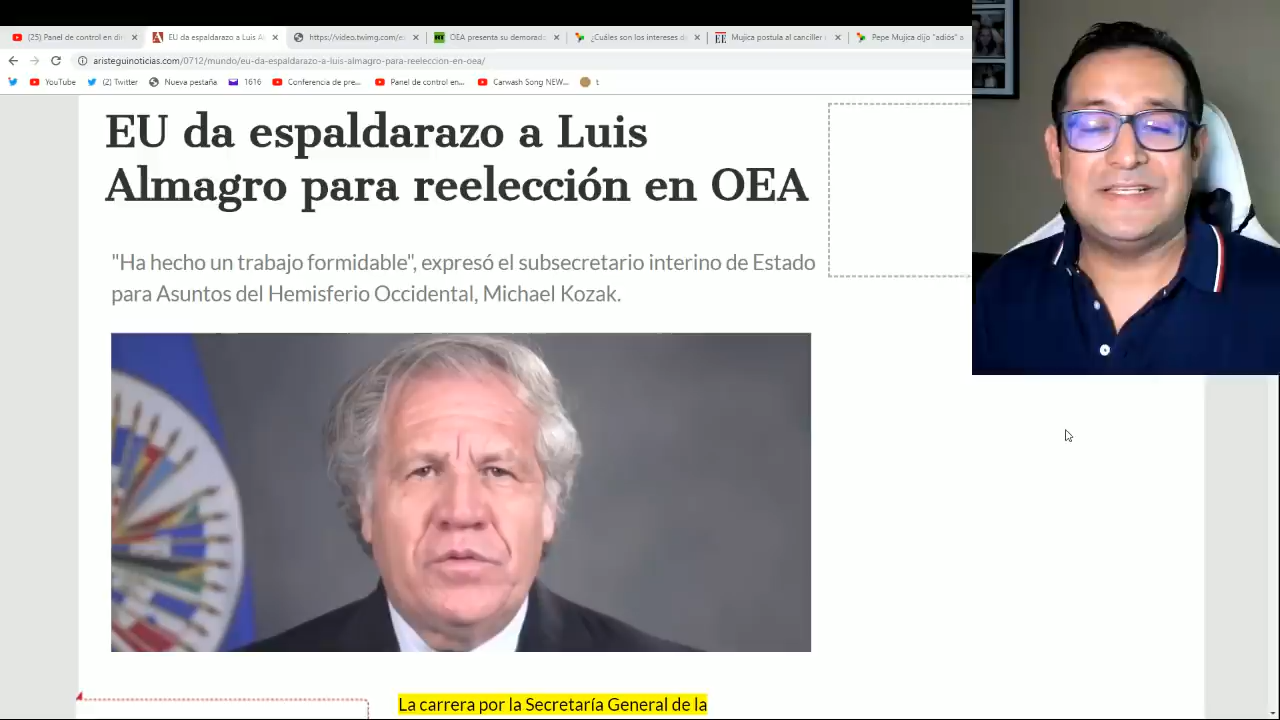 (25) Panel de control en dir
EU da espaldarazo a Luis Al
https://video.twimg.com/e
OEA presenta su demorad
¿Cuáles son los intereses d
Mujica postula al canciller
Pepe Mujica dijo "adiós" a
aristeguinoticias.com/0712/mundo/eu-da-espaldarazo-a-luis-almagro-para-reeleccion-en-oea/
YouTube
(2) Twitter
Nueva pestaña
1616
Conferencia de pre...
Panel de control en...
Carwash Song NEW...
t
EU da espaldarazo a Luis
Almagro para reelección en OEA
"Ha hecho un trabajo formidable", expresó el subsecretario interino de Estado
para Asuntos del Hemisferio Occidental, Michael Kozak.
La carrera por la Secretaría General de la